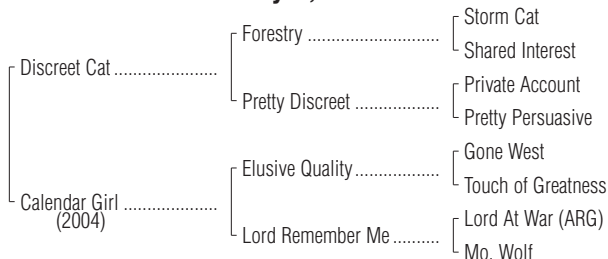 Forestry
Storm Cat
Shared Interest
Discreet Cat
Pretty Discreet
Private Account
Pretty Persuasive
Calendar Girl
(2004)
Elusive Quality
Gone West
Touch of Greatness
Lord Remember Me
Lord At War (ARG)
Mo. Wolf